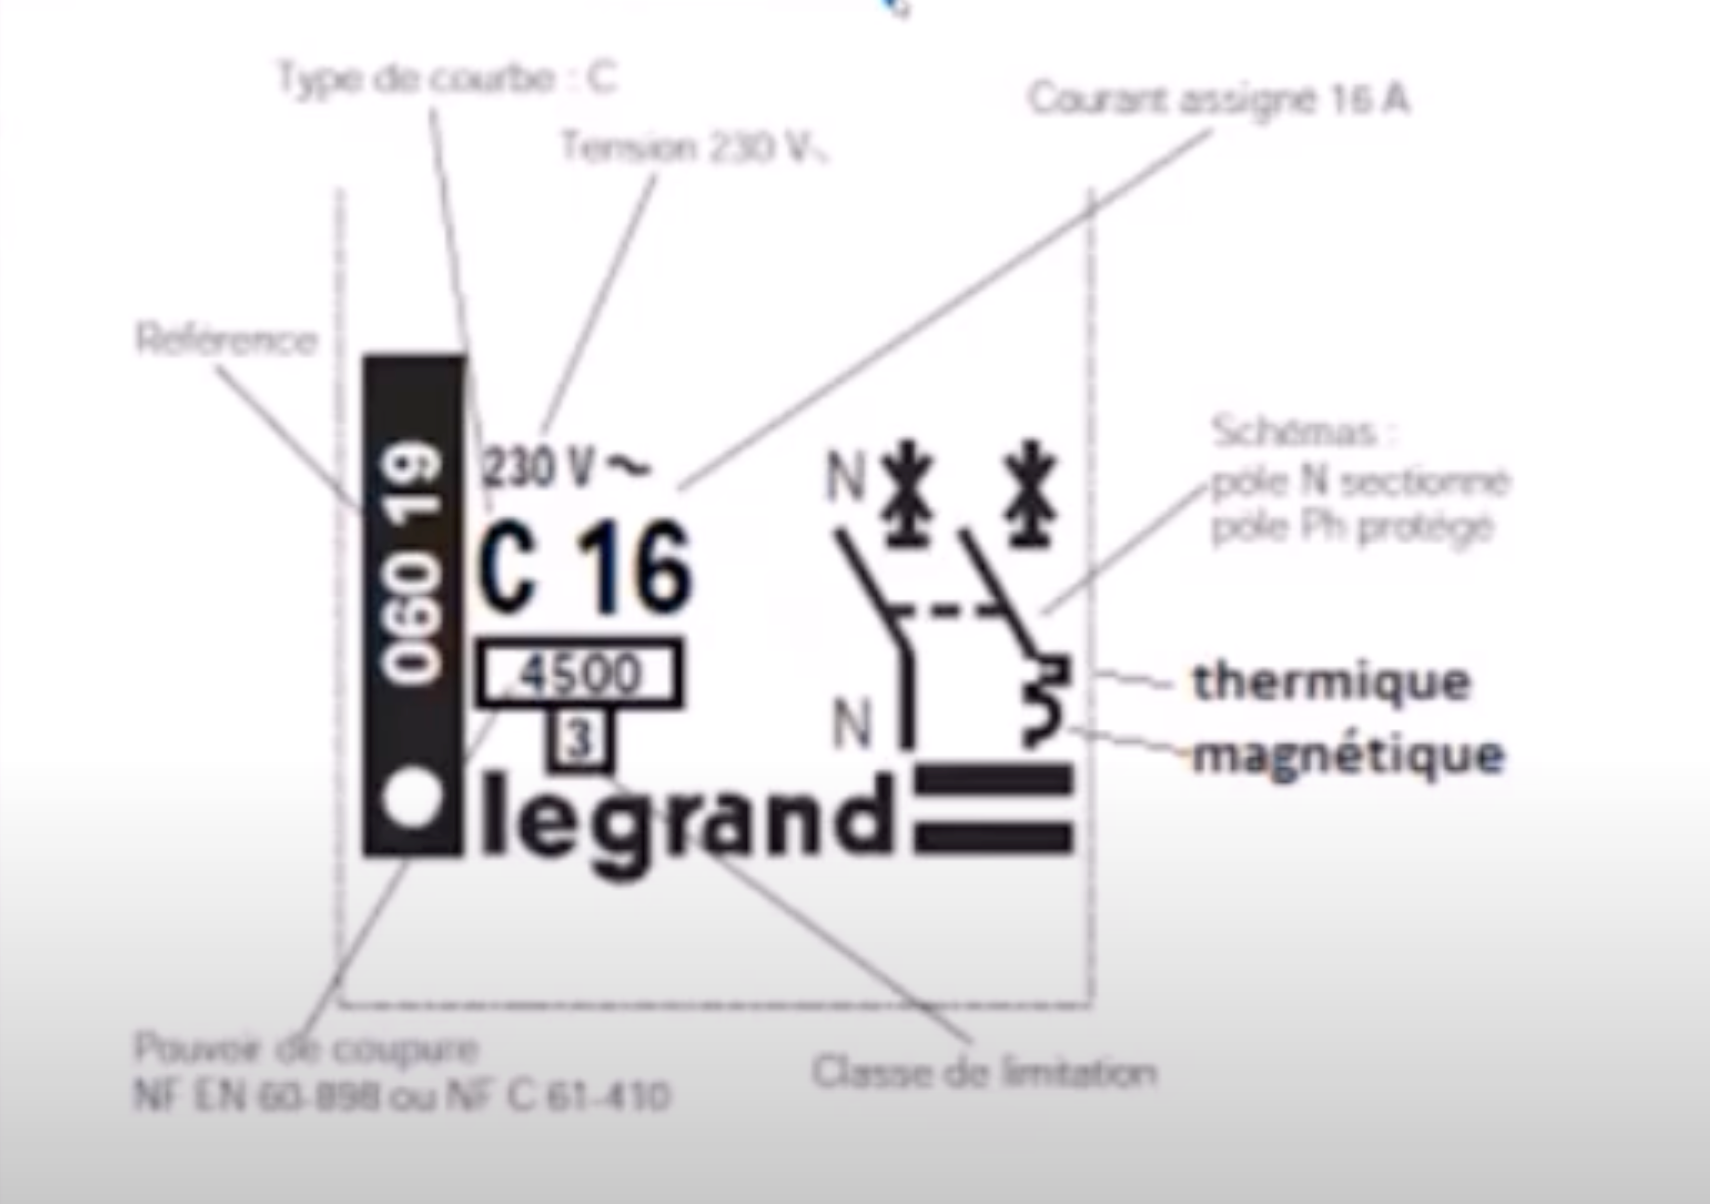 Type de courbe : C
Courant assigné 16 A
Tension 230 V~
Référence
060 19
230 V ~
C 16
4500
3
legrand
N
N
Schémas :
pôle N sectionné
pôle Ph protégé
thermique
magnétique
Pouvoir de coupure
NF EN 60-898 ou NF C 61-410
Classe de limitation